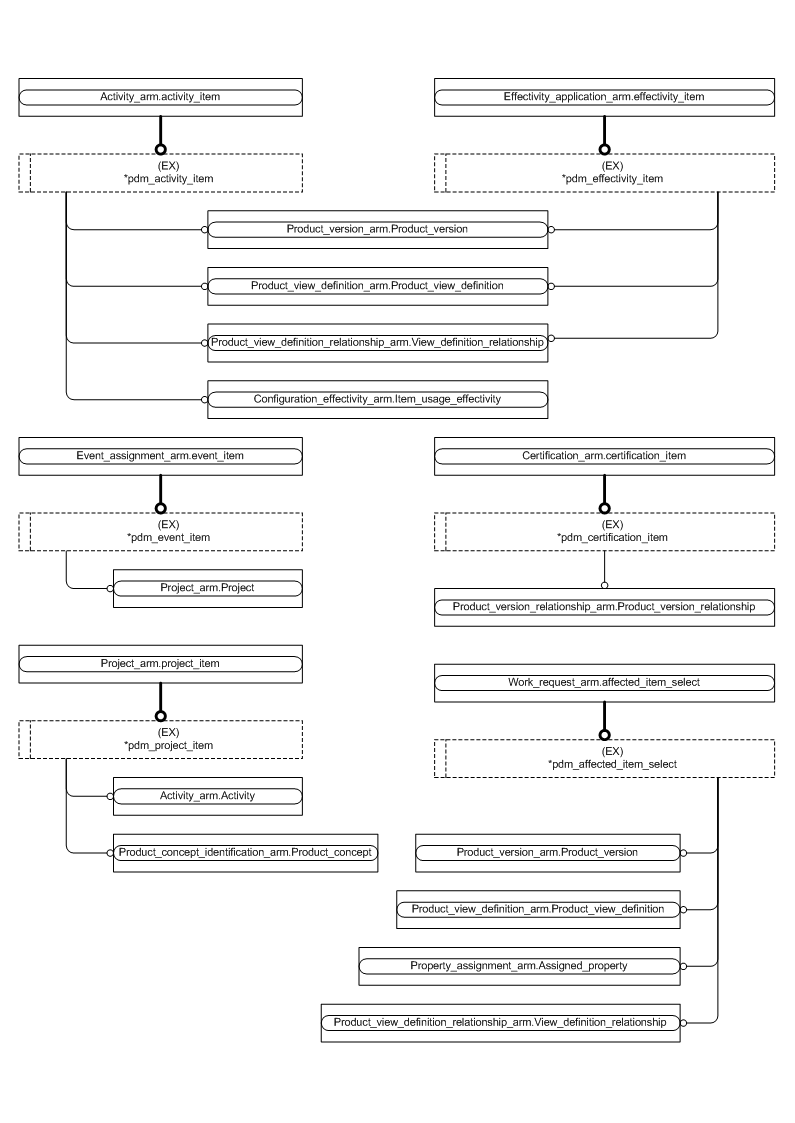 Activity_arm.activity_item
Effectivity_application_arm.effectivity_item
(EX)
*pdm_activity_item
(EX)
*pdm_effectivity_item
Product_version_arm.Product_version
Product_view_definition_arm.Product_view_definition
Product_view_definition_relationship_arm.View_definition_relationship
Configuration_effectivity_arm.Item_usage_effectivity
Event_assignment_arm.event_item
Certification_arm.certification_item
(EX)
*pdm_event_item
(EX)
*pdm_certification_item
Project_arm.Project
Product_version_relationship_arm.Product_version_relationship
Project_arm.project_item
Work_request_arm.affected_item_select
(EX)
*pdm_project_item
(EX)
*pdm_affected_item_select
Activity_arm.Activity
Product_concept_identification_arm.Product_concept
Product_version_arm.Product_version
Product_view_definition_arm.Product_view_definition
Property_assignment_arm.Assigned_property
Product_view_definition_relationship_arm.View_definition_relationship